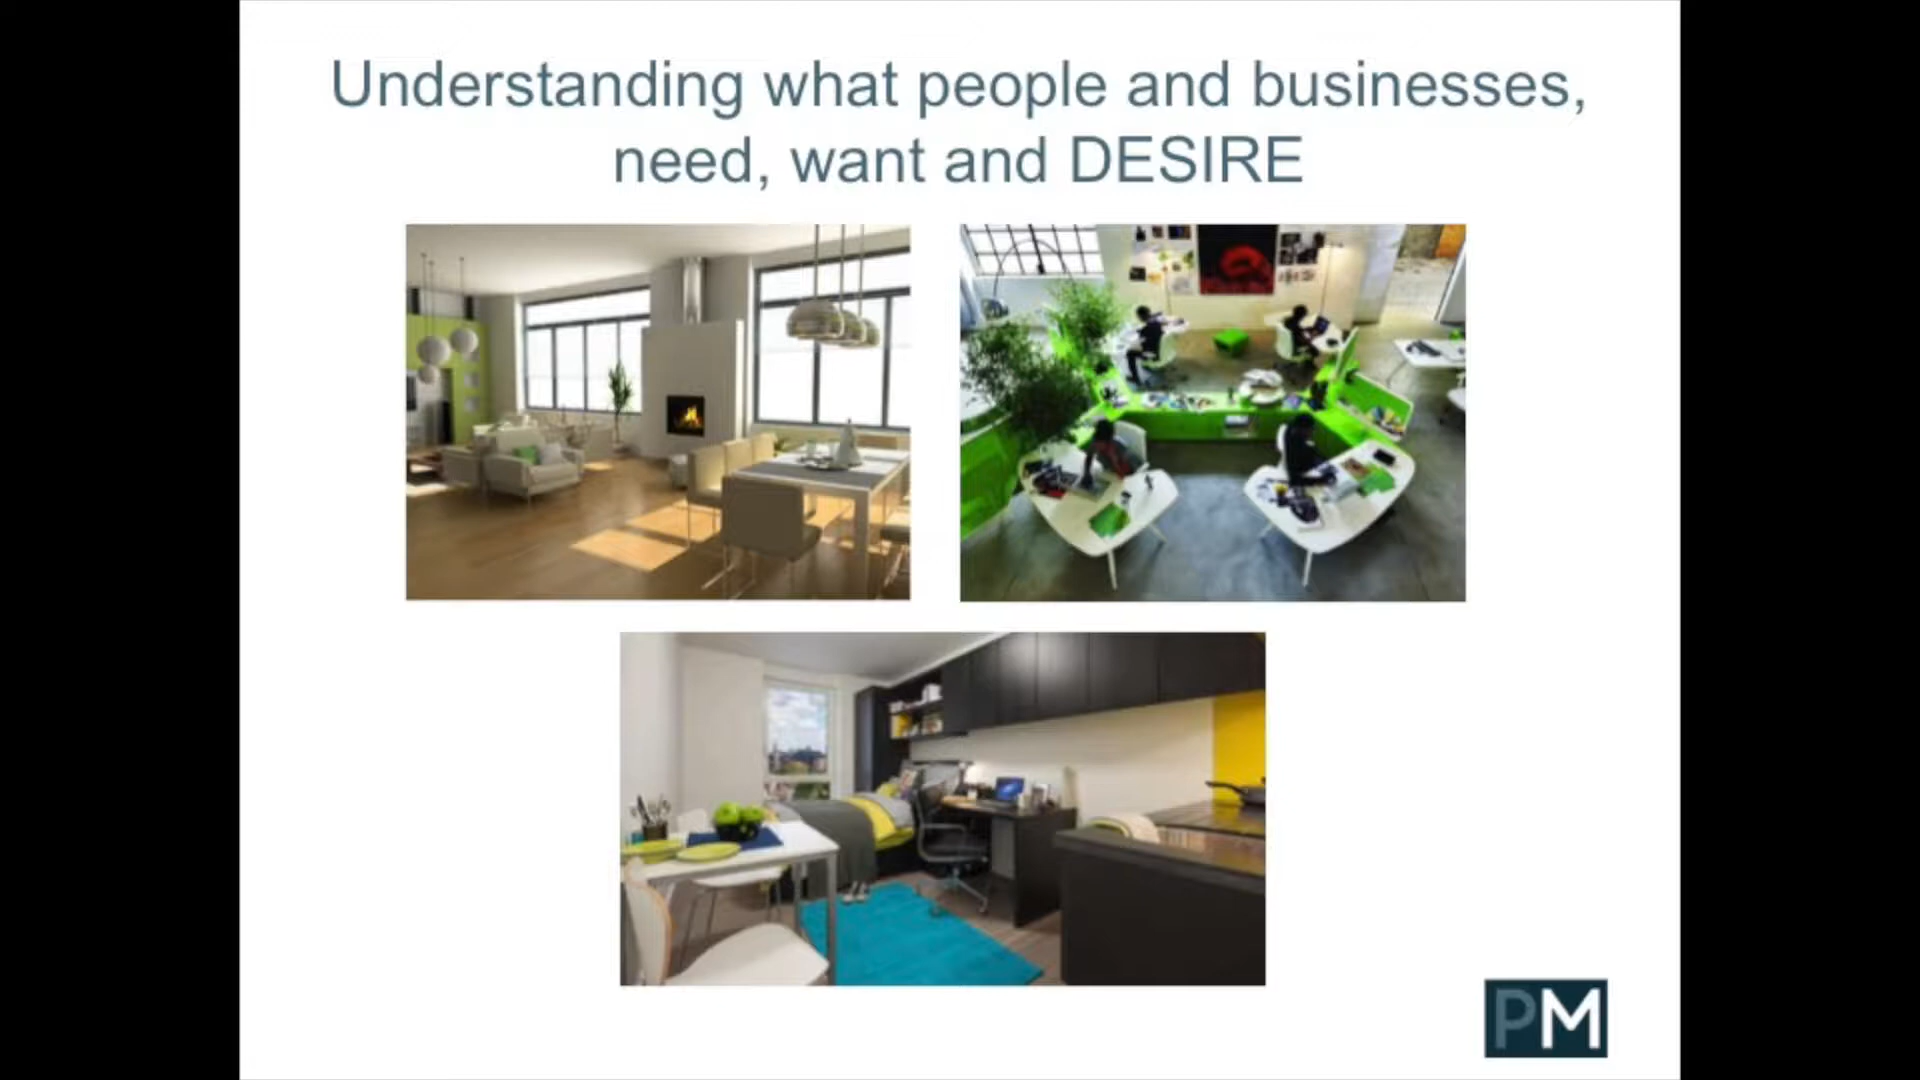 Understanding what people and businesses,
need, want and DESIRE
PM